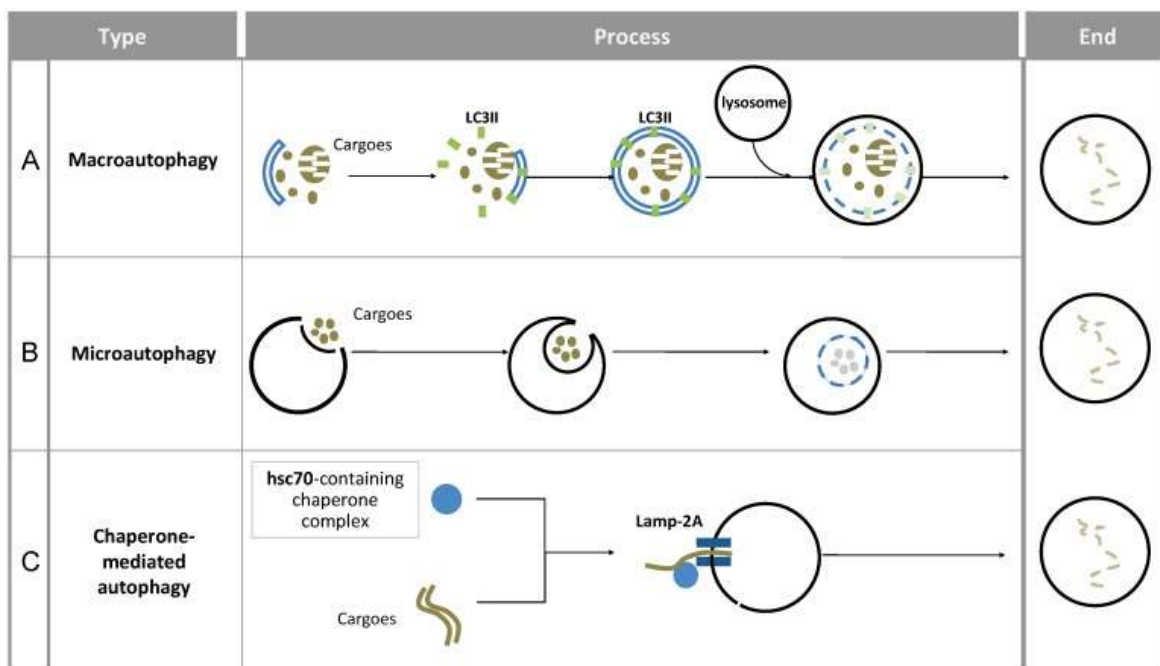 Type
Process
End
A
Macroautophagy
Cargoes
LC3II
LC3II
lysosome
B
Microautophagy
Cargoes
C
Chaperone-
mediated
autophagy
hsc70-containing
chaperone
complex
Cargoes
Lamp-2A